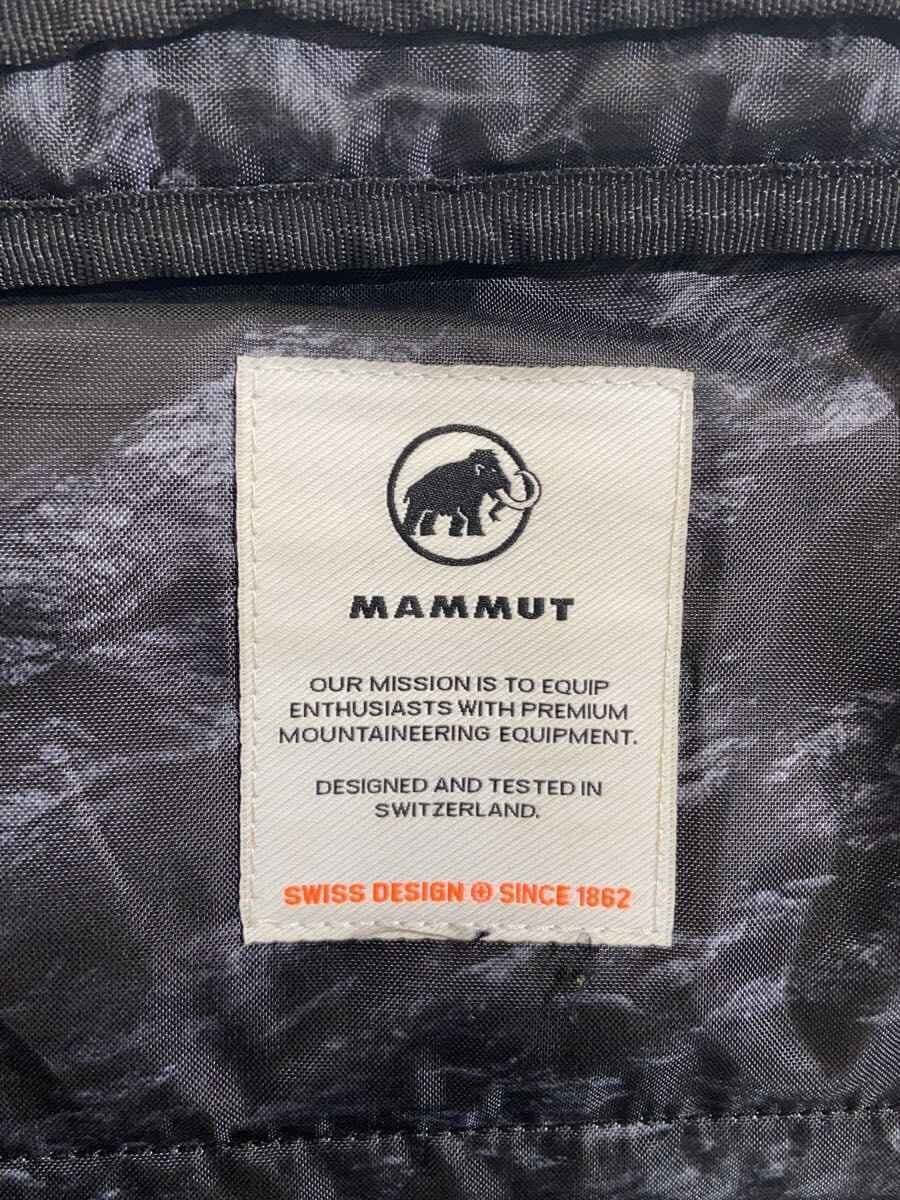 MAMMUT
OUR MISSION IS TO EQUIP
ENTHUSIASTS WITH PREMIUM
MOUNTAINEERING EQUIPMENT.
DESIGNED AND TESTED IN
SWITZERLAND.
SWISS DESIGN SINCE 1862